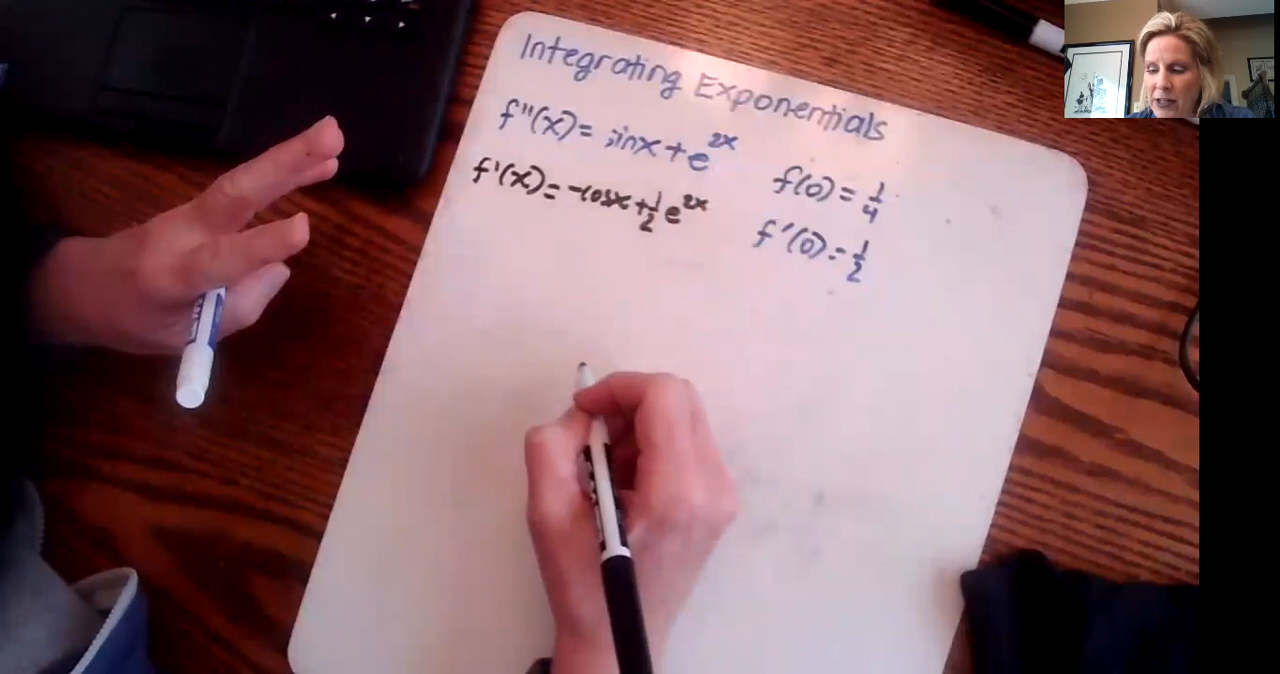 Integrating Exponentials
f''(x) = sinx + e^2x
f(0) = 1/4
f'(x) = -cosx + 1/2 e^2x
f'(0) = 1/2